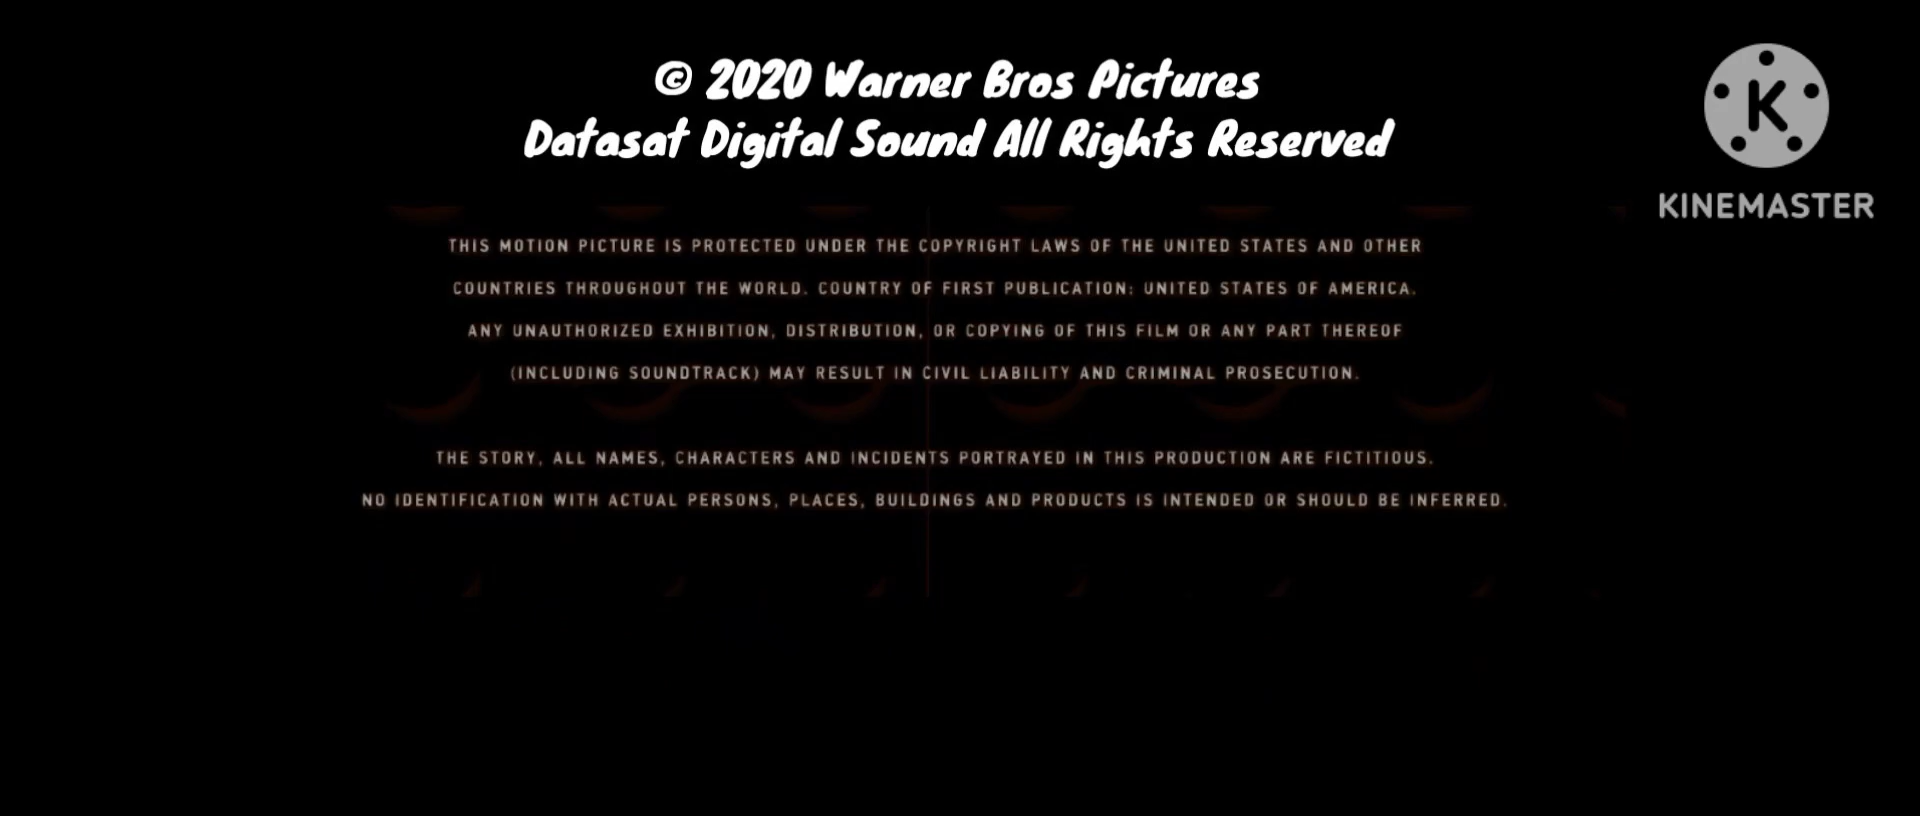 © 2020 Warner Bros Pictures
Datasat Digital Sound All Rights Reserved
K
KINEMASTER
THIS MOTION PICTURE IS PROTECTED UNDER THE COPYRIGHT LAWS OF THE UNITED STATES AND OTHER
COUNTRIES THROUGHOUT THE WORLD. COUNTRY OF FIRST PUBLICATION: UNITED STATES OF AMERICA.
ANY UNAUTHORIZED EXHIBITION, DISTRIBUTION, OR COPYING OF THIS FILM OR ANY PART THEREOF
(INCLUDING SOUNDTRACK) MAY RESULT IN CIVIL LIABILITY AND CRIMINAL PROSECUTION.
THE STORY, ALL NAMES, CHARACTERS AND INCIDENTS PORTRAYED IN THIS PRODUCTION ARE FICTITIOUS.
NO IDENTIFICATION WITH ACTUAL PERSONS, PLACES, BUILDINGS AND PRODUCTS IS INTENDED OR SHOULD BE INFERRED.